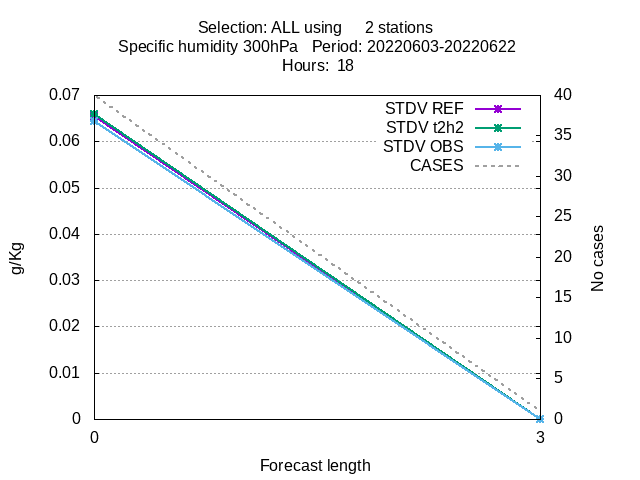 Selection: ALL using      2 stations
Specific humidity 300hPa   Period: 20220603-20220622
Hours:  18
0.07
0.06
0.05
0.04
0.03
0.02
0.01
0
g/Kg
STDV REF
STDV t2h2
STDV OBS
CASES
40
35
30
25
20
15
10
5
0
No cases
0
3
Forecast length